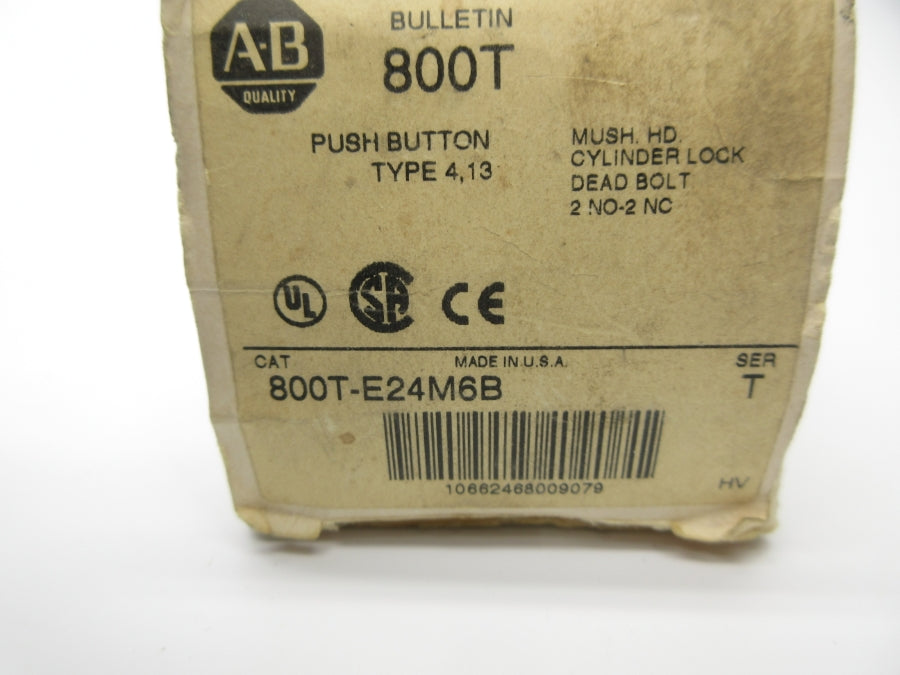 A-B
QUALITY
BULLETIN
800T
PUSH BUTTON
TYPE 4,13
MUSH. HD.
CYLINDER LOCK
DEAD BOLT
2 NO-2 NC
UL
CSA
CE
CAT
MADE IN U.S.A.
SER
800T-E24M6B
T
10662468009079
HV